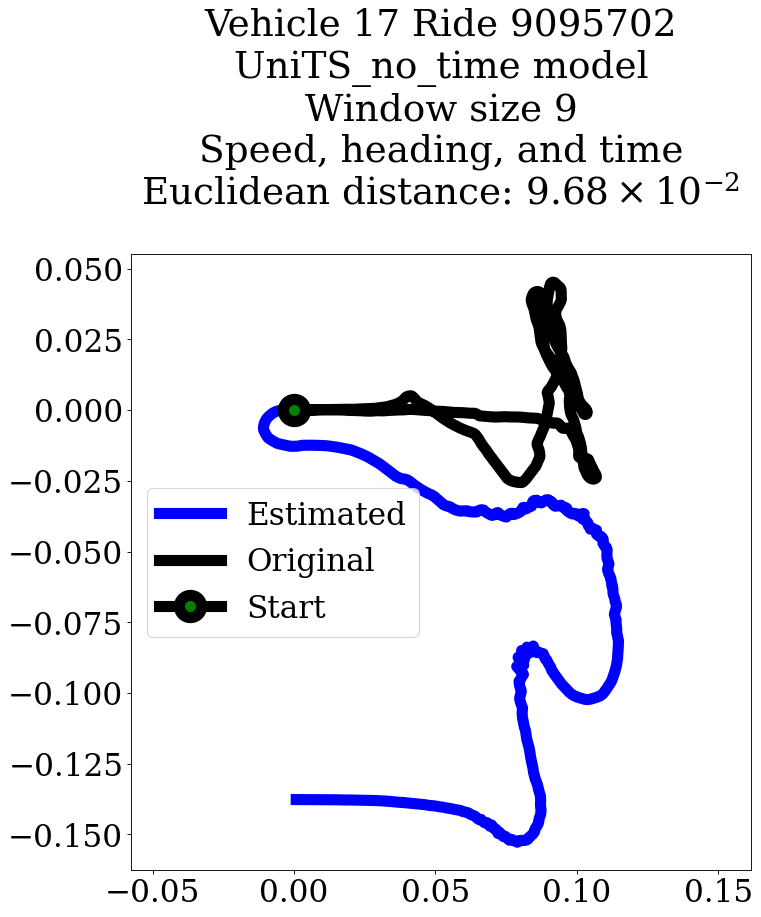 Vehicle 17 Ride 9095702
UniTS_no_time model
Window size 9
Speed, heading, and time
Euclidean distance: 9.68 × 10⁻²
0.050
0.025
0.000
−0.025
−0.050
−0.075
−0.100
−0.125
−0.150
Estimated
Original
Start
−0.05 0.00 0.05 0.10 0.15